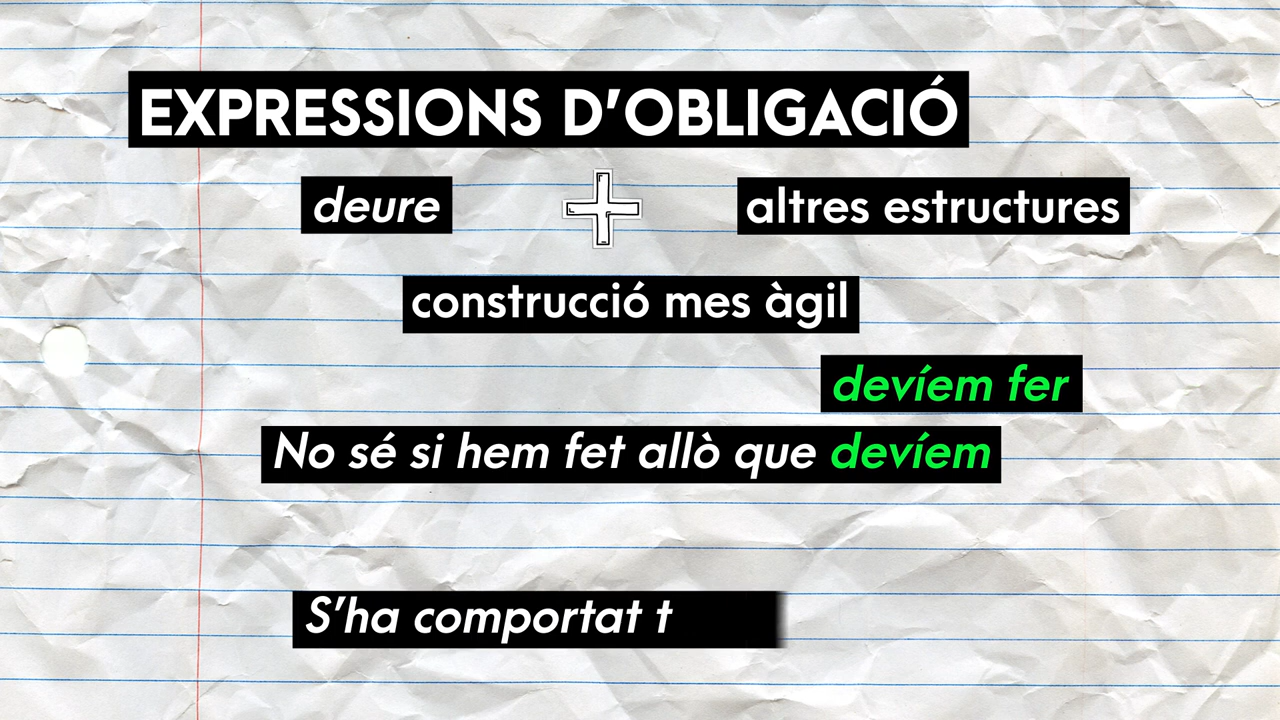 EXPRESSIONS D'OBLIGACIÓ
deure altres estructures
construcció mes àgil
devíem fer
No sé si hem fet allò que devíem
S'ha comportat t